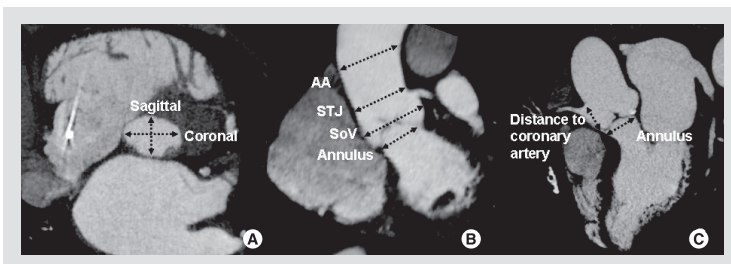 Sagittal
Coronal
A
AA
STJ
SoV
Annulus
B
Distance to
coronary
artery
Annulus
C